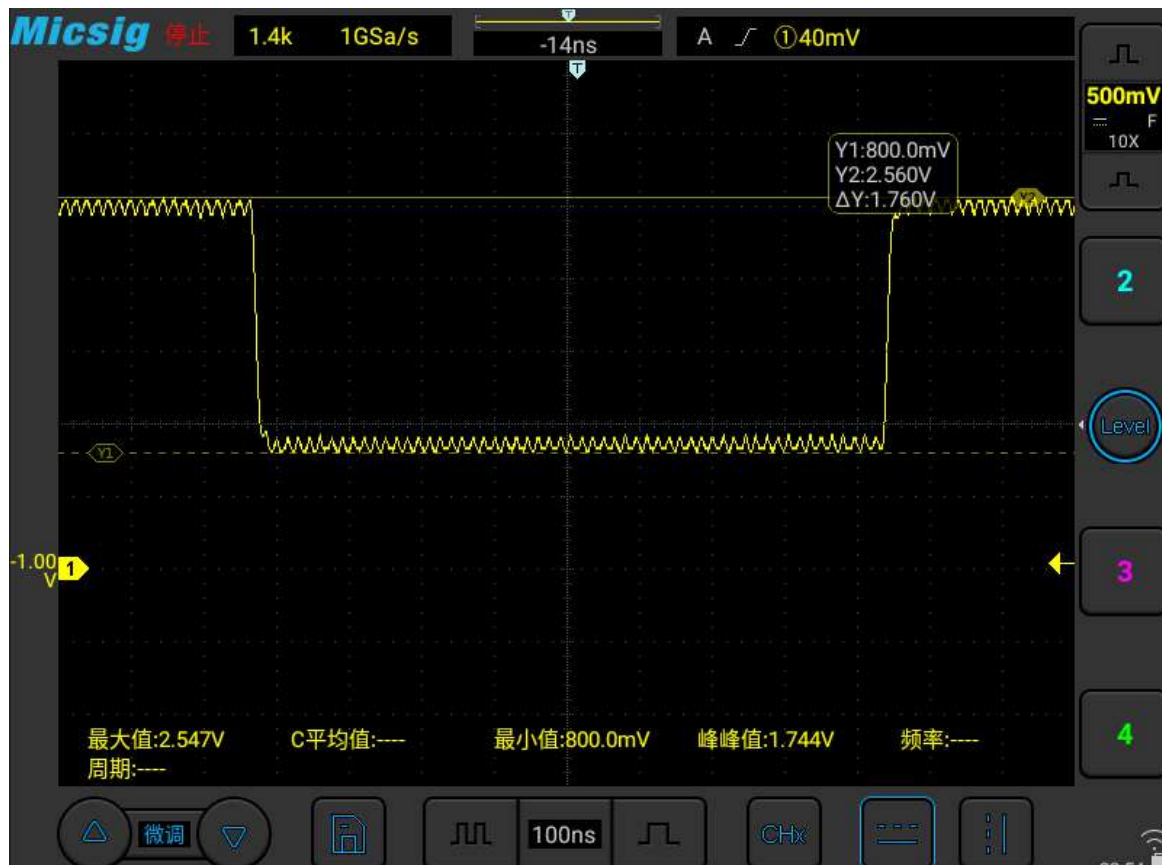 Micsig 停止 1.4k 1GSa/s -14ns A ①40mV
T
500mV
F
10X
Y1:800.0mV
Y2:2.560V
ΔY:1.760V
Y2
2
Level
Y1
-1.00
V
1
3
最大值:2.547V C平均值:---- 最小值:800.0mV 峰峰值:1.744V 频率:----
周期:----
4
微调 100ns CHx